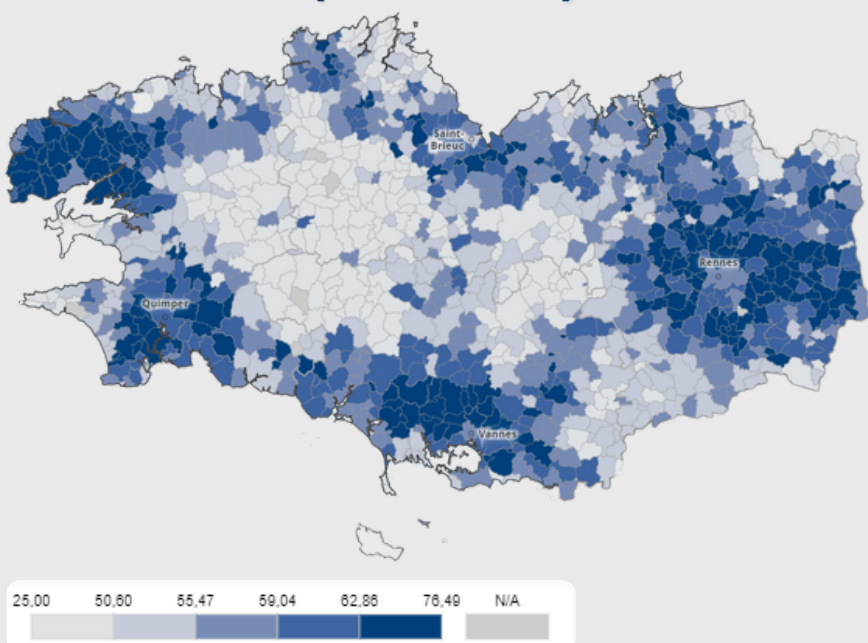 Saint-
Brieuc
Rennes
Quimper
Vannes
25,00 50,60 55,47 59,04 62,86 76,49 N/A